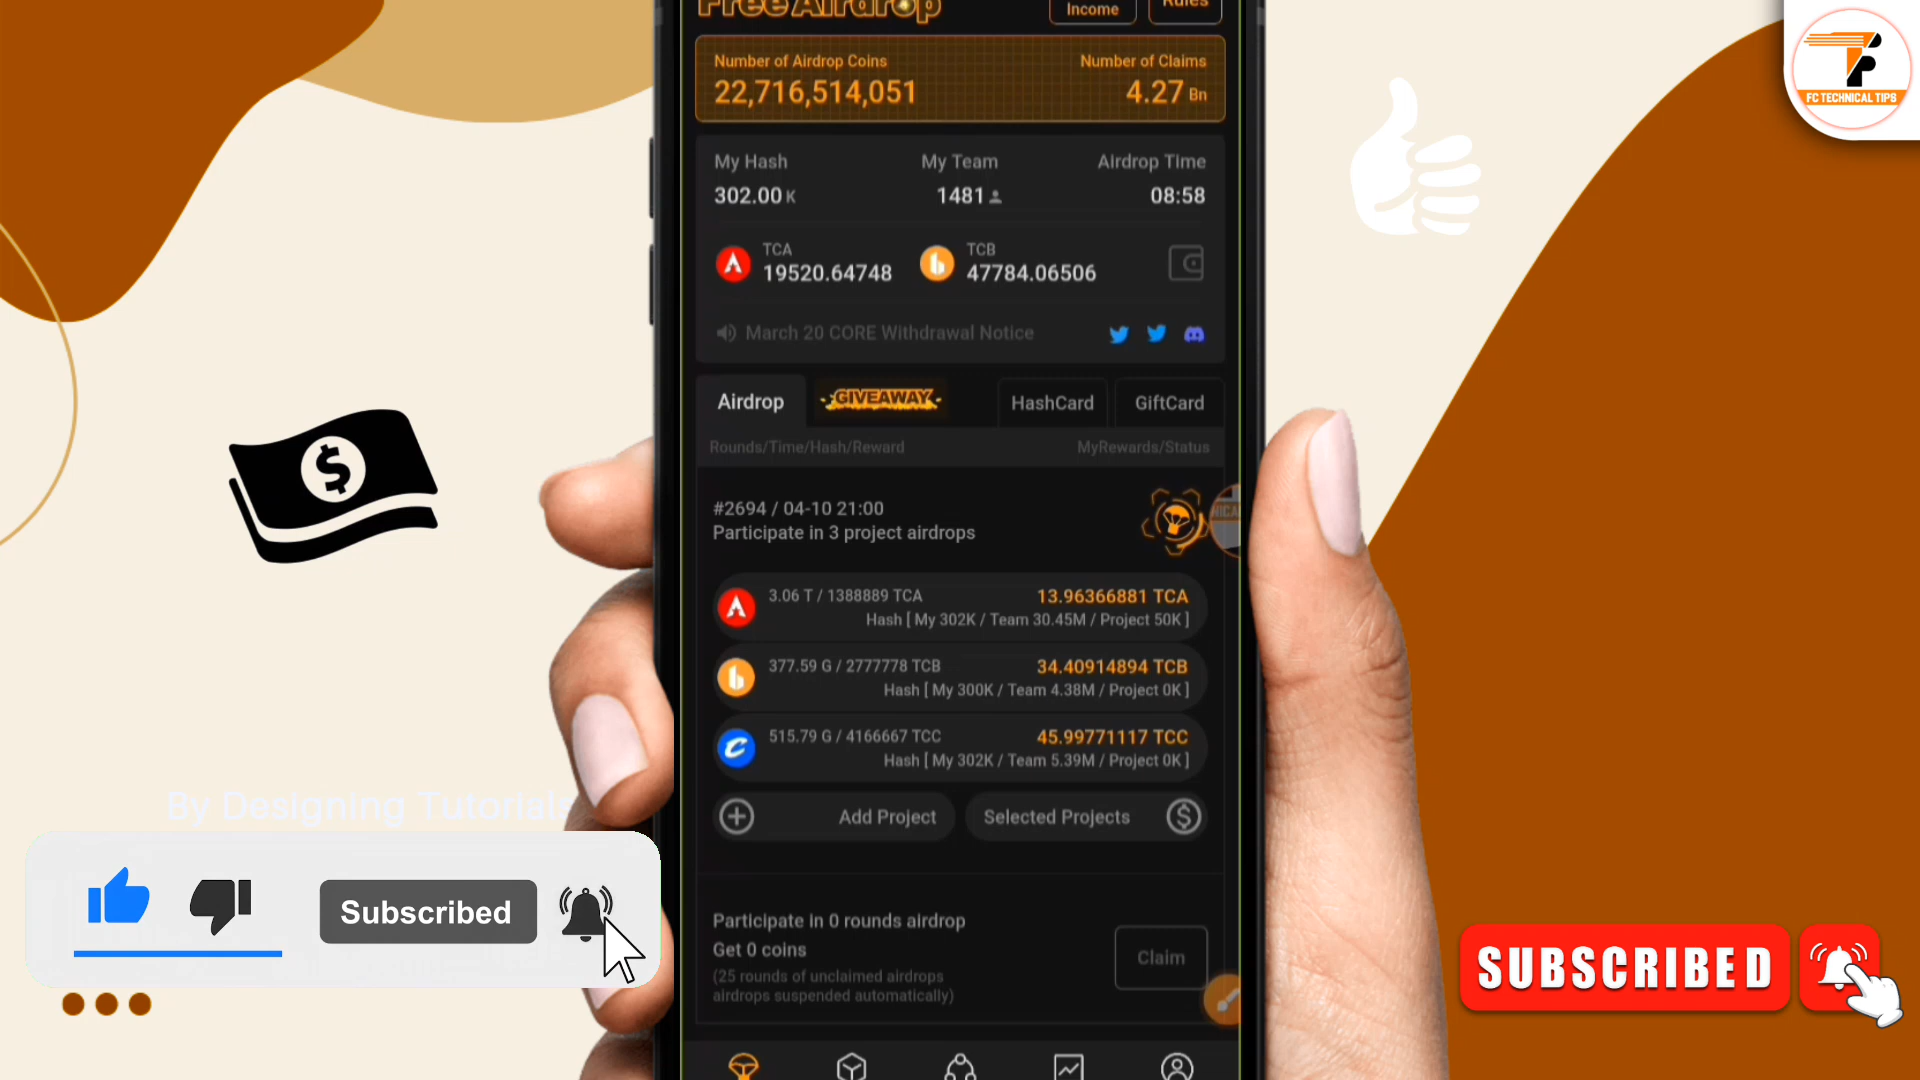 Free Airdrop
Income
Rules
Number of Airdrop Coins
Number of Claims
22,716,514,051
4.27 Bn
My Hash
My Team
Airdrop Time
302.00 K
1481
08:58
TCA
19520.64748
TCB
47784.06506
March 20 CORE Withdrawal Notice
Airdrop
GIVEAWAY
HashCard
GiftCard
Rounds/Time/Hash/Reward
MyRewards/Status
#2694 / 04-10 21:00
Participate in 3 project airdrops
3.06 T / 1388889 TCA
13.96366881 TCA
Hash [ My 302K / Team 30.45M / Project 50K ]
377.59 G / 2777778 TCB
34.40914894 TCB
Hash [ My 300K / Team 4.38M / Project 0K ]
515.79 G / 4166667 TCC
45.99771117 TCC
Hash [ My 302K / Team 5.39M / Project 0K ]
Add Project
Selected Projects
Participate in 0 rounds airdrop
Get 0 coins
(25 rounds of unclaimed airdrops
airdrops suspended automatically)
Claim
FC TECHNICAL TIPS
By Designing Tutorials
Subscribed
SUBSCRIBED